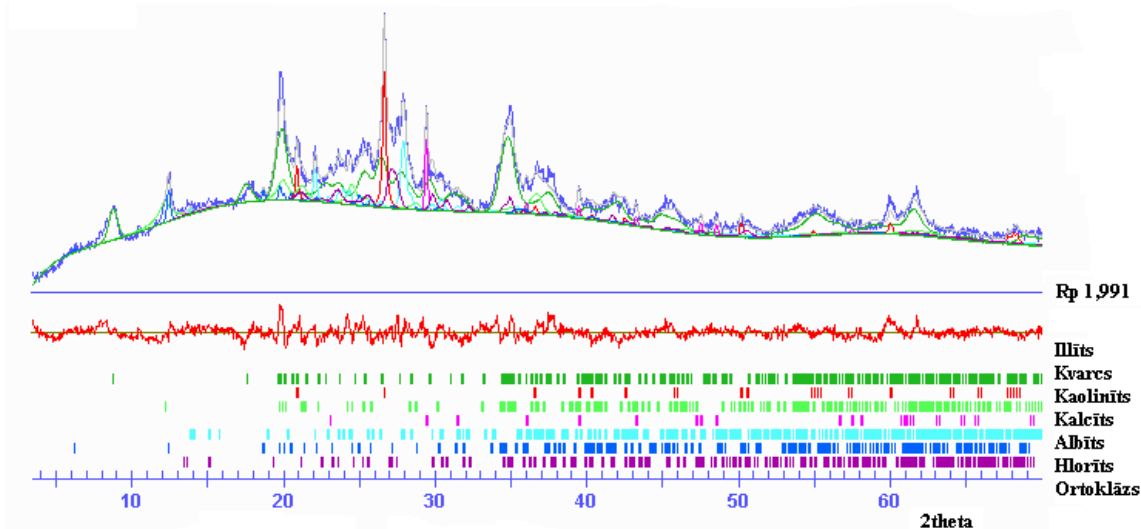 Rp 1,991
Illīts
Kvarcs
Kaolinīts
Kalcīts
Albīts
Hlorīts
Ortoklāzs
10 20 30 40 50 60
2theta